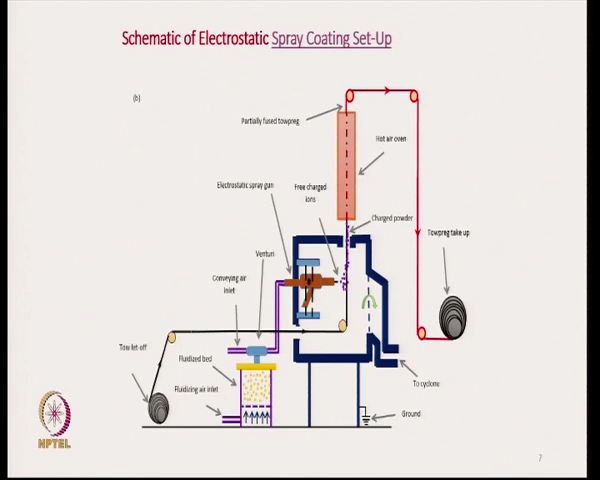 Schematic of Electrostatic Spray Coating Set-Up
(b)
Partially fused towpreg
Hot air oven
Electrostatic spray gun
Free charged
ions
Charged powder
Towpreg take up
Venturi
Conveying air
inlet
Tow let-off
Fluidized bed
Fluidizing air inlet
To cyclone
Ground
NPTEL
7